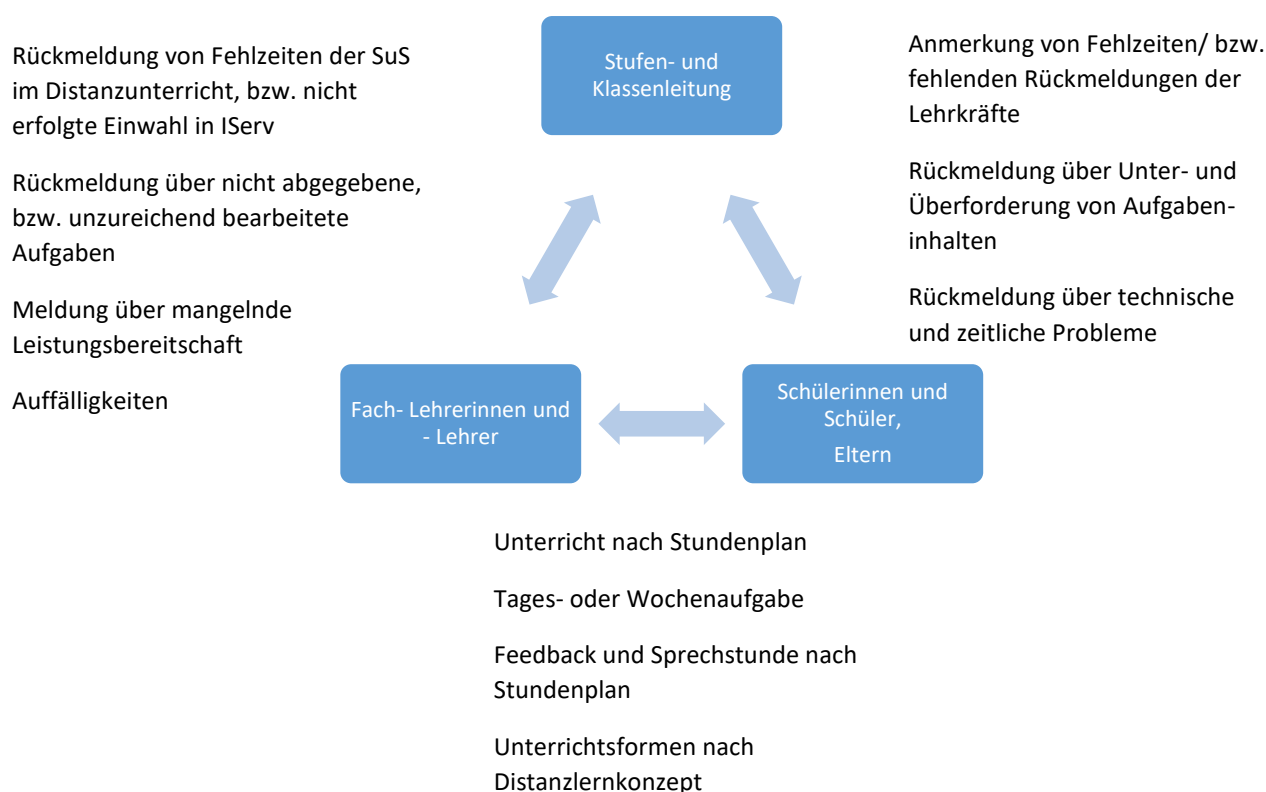 Stufen- und
Klassenleitung
Rückmeldung von Fehlzeiten der SuS
im Distanzunterricht, bzw. nicht
erfolgte Einwahl in IServ
Rückmeldung über nicht abgegebene,
bzw. unzureichend bearbeitete
Aufgaben
Meldung über mangelnde
Leistungsbereitschaft
Auffälligkeiten
Anmerkung von Fehlzeiten/ bzw.
fehlenden Rückmeldungen der
Lehrkräfte
Rückmeldung über Unter- und
Überforderung von Aufgaben-
inhalten
Rückmeldung über technische
und zeitliche Probleme
Fach- Lehrerinnen und
- Lehrer
Schülerinnen und
Schüler,
Eltern
Unterricht nach Stundenplan
Tages- oder Wochenaufgabe
Feedback und Sprechstunde nach
Stundenplan
Unterrichtsformen nach
Distanzlernkonzept